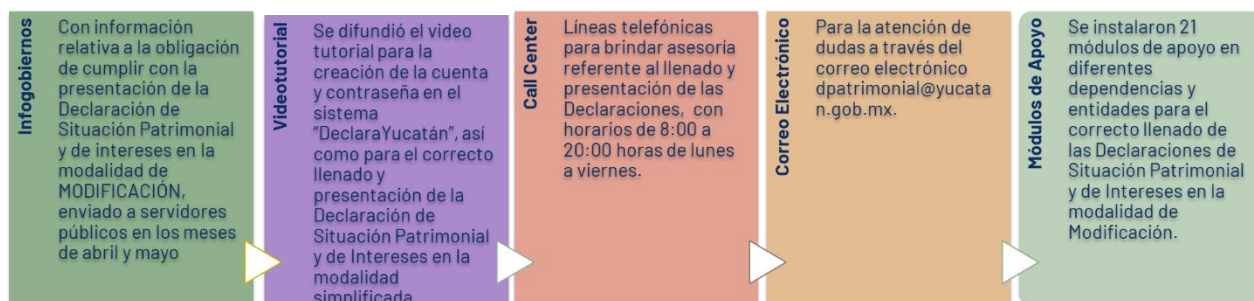 Infogobiernos
Con información
relativa a la obligación
de cumplir con la
presentación de la
Declaración de
Situación Patrimonial
y de intereses en la
modalidad de
MODIFICACIÓN,
enviado a servidores
públicos en los meses
de abril y mayo
Videotutorial
Se difundió el video
tutorial para la
creación de la cuenta
y contraseña en el
sistema
"DeclaraYucatán", así
como para el correcto
llenado y
presentación de la
Declaración de
Situación Patrimonial
y de Intereses en la
modalidad
simplificada
Call Center
Líneas telefónicas
para brindar asesoría
referente al llenado y
presentación de las
Declaraciones, con
horarios de 8:00 a
20:00 horas de lunes
a viernes.
Correo Electrónico
Para la atención de
dudas a través del
correo electrónico
dpatrimonial@yucata
n.gob.mx.
Módulos de Apoyo
Se instalaron 21
módulos de apoyo en
diferentes
dependencias y
entidades para el
correcto llenado de
las Declaraciones de
Situación Patrimonial
y de Intereses en la
modalidad de
Modificación.